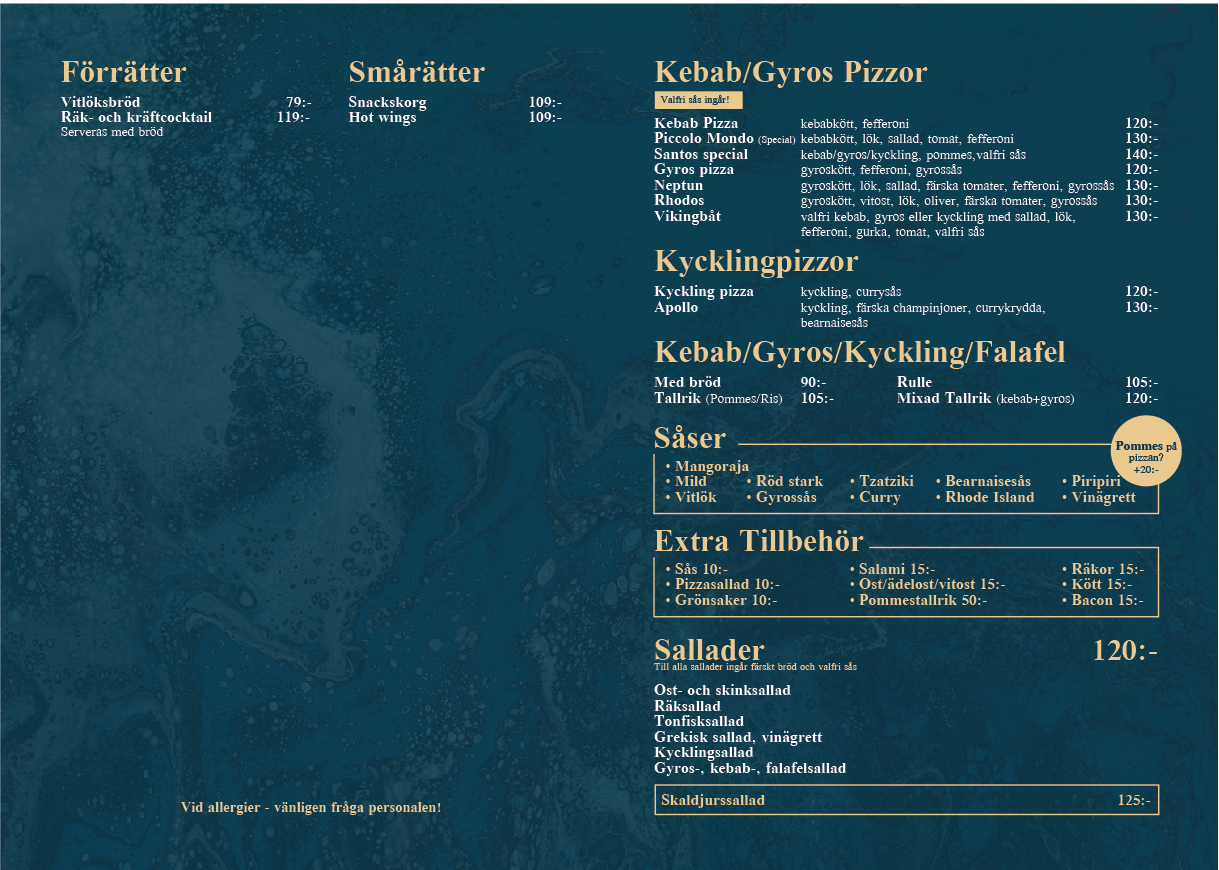 Förrätter
Vitlöksbröd 79:-
Räk- och kräftcocktail 119:-
Serveras med bröd
Smårätter
Snackskorg 109:-
Hot wings 109:-
Vid allergier - vänligen fråga personalen!
Kebab/Gyros Pizzor
Valfri sås ingår!
Kebab Pizza kebabkött, fefferoni 120:-
Piccolo Mondo (Special) kebabkött, lök, sallad, tomat, fefferoni 130:-
Santos special kebab/gyros/kyckling, pommes,valfri sås 140:-
Gyros pizza gyroskött, fefferoni, gyrossås 120:-
Neptun gyroskött, lök, sallad, färska tomater, fefferoni, gyrossås 130:-
Rhodos gyroskött, vitost, lök, oliver, färska tomater, gyrossås 130:-
Vikingbåt valfri kebab, gyros eller kyckling med sallad, lök, 130:-
fefferoni, gurka, tomat, valfri sås
Kycklingpizzor
Kyckling pizza kyckling, currysås 120:-
Apollo kyckling, färska champinjoner, currykrydda, 130:-
bearnaisesås
Kebab/Gyros/Kyckling/Falafel
Med bröd 90:- Rulle 105:-
Tallrik (Pommes/Ris) 105:- Mixad Tallrik (kebab+gyros) 120:-
Såser
Pommes på
pizzan?
+20:-
• Mangoraja
• Mild • Röd stark • Tzatziki • Bearnaisesås • Piripiri
• Vitlök • Gyrossås • Curry • Rhode Island • Vinägrett
Extra Tillbehör
• Sås 10:- • Salami 15:- • Räkor 15:-
• Pizzasallad 10:- • Ost/ädelost/vitost 15:- • Kött 15:-
• Grönsaker 10:- • Pommestallrik 50:- • Bacon 15:-
Sallader 120:-
Till alla sallader ingår färskt bröd och valfri sås
Ost- och skinksallad
Räksallad
Tonfisksallad
Grekisk sallad, vinägrett
Kycklingsallad
Gyros-, kebab-, falafelsallad
Skaldjurssallad 125:-